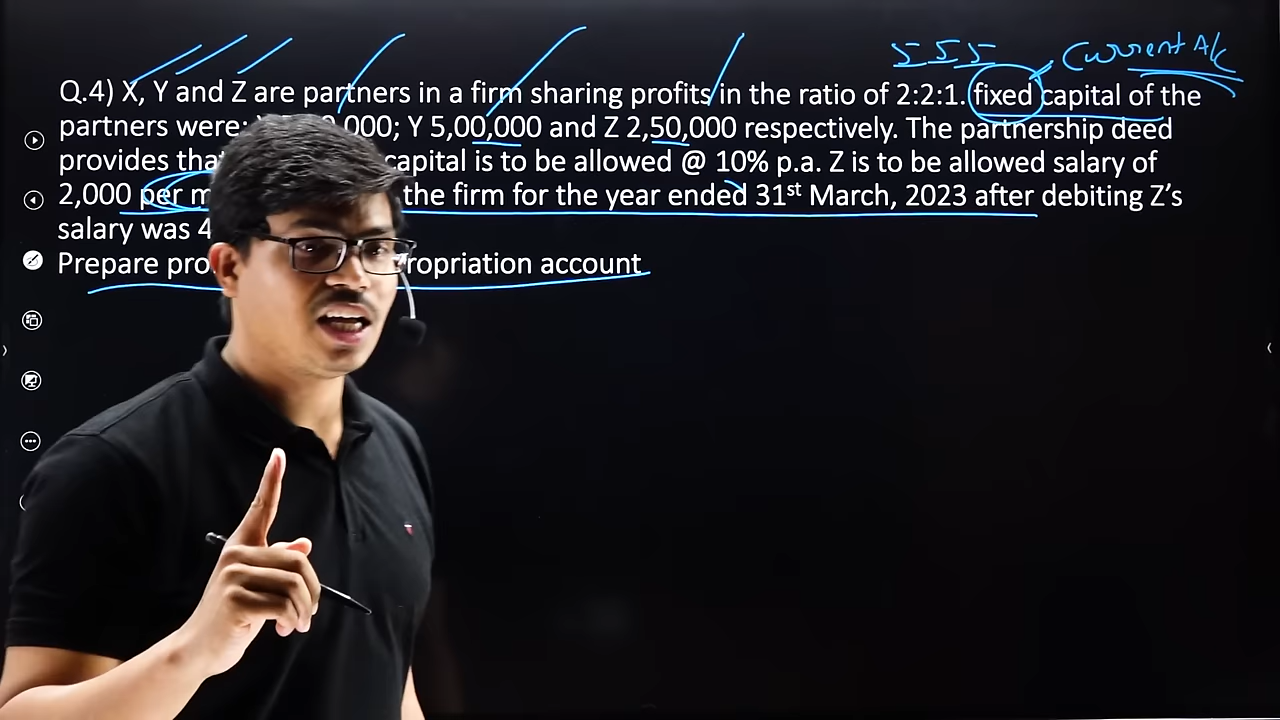 5 5 5 Current A/c
Q.4) X, Y and Z are partners in a firm sharing profits in the ratio of 2:2:1. fixed capital of the
partners were: 000; Y 5,00,000 and Z 2,50,000 respectively. The partnership deed
provides capital is to be allowed @ 10% p.a. Z is to be allowed salary of
2,000 per the firm for the year ended 31st March, 2023 after debiting Z’s
salary was 4
Prepare account